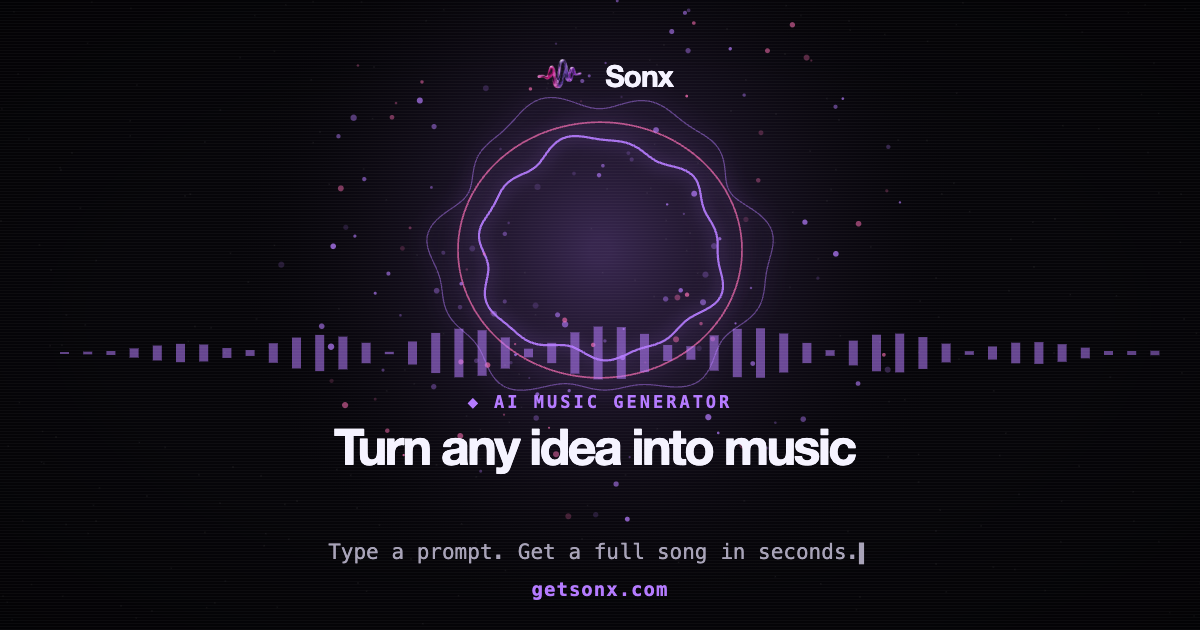 Sonx
◆ AI MUSIC GENERATOR
Turn any idea into music
Type a prompt. Get a full song in seconds.
getsonx.com